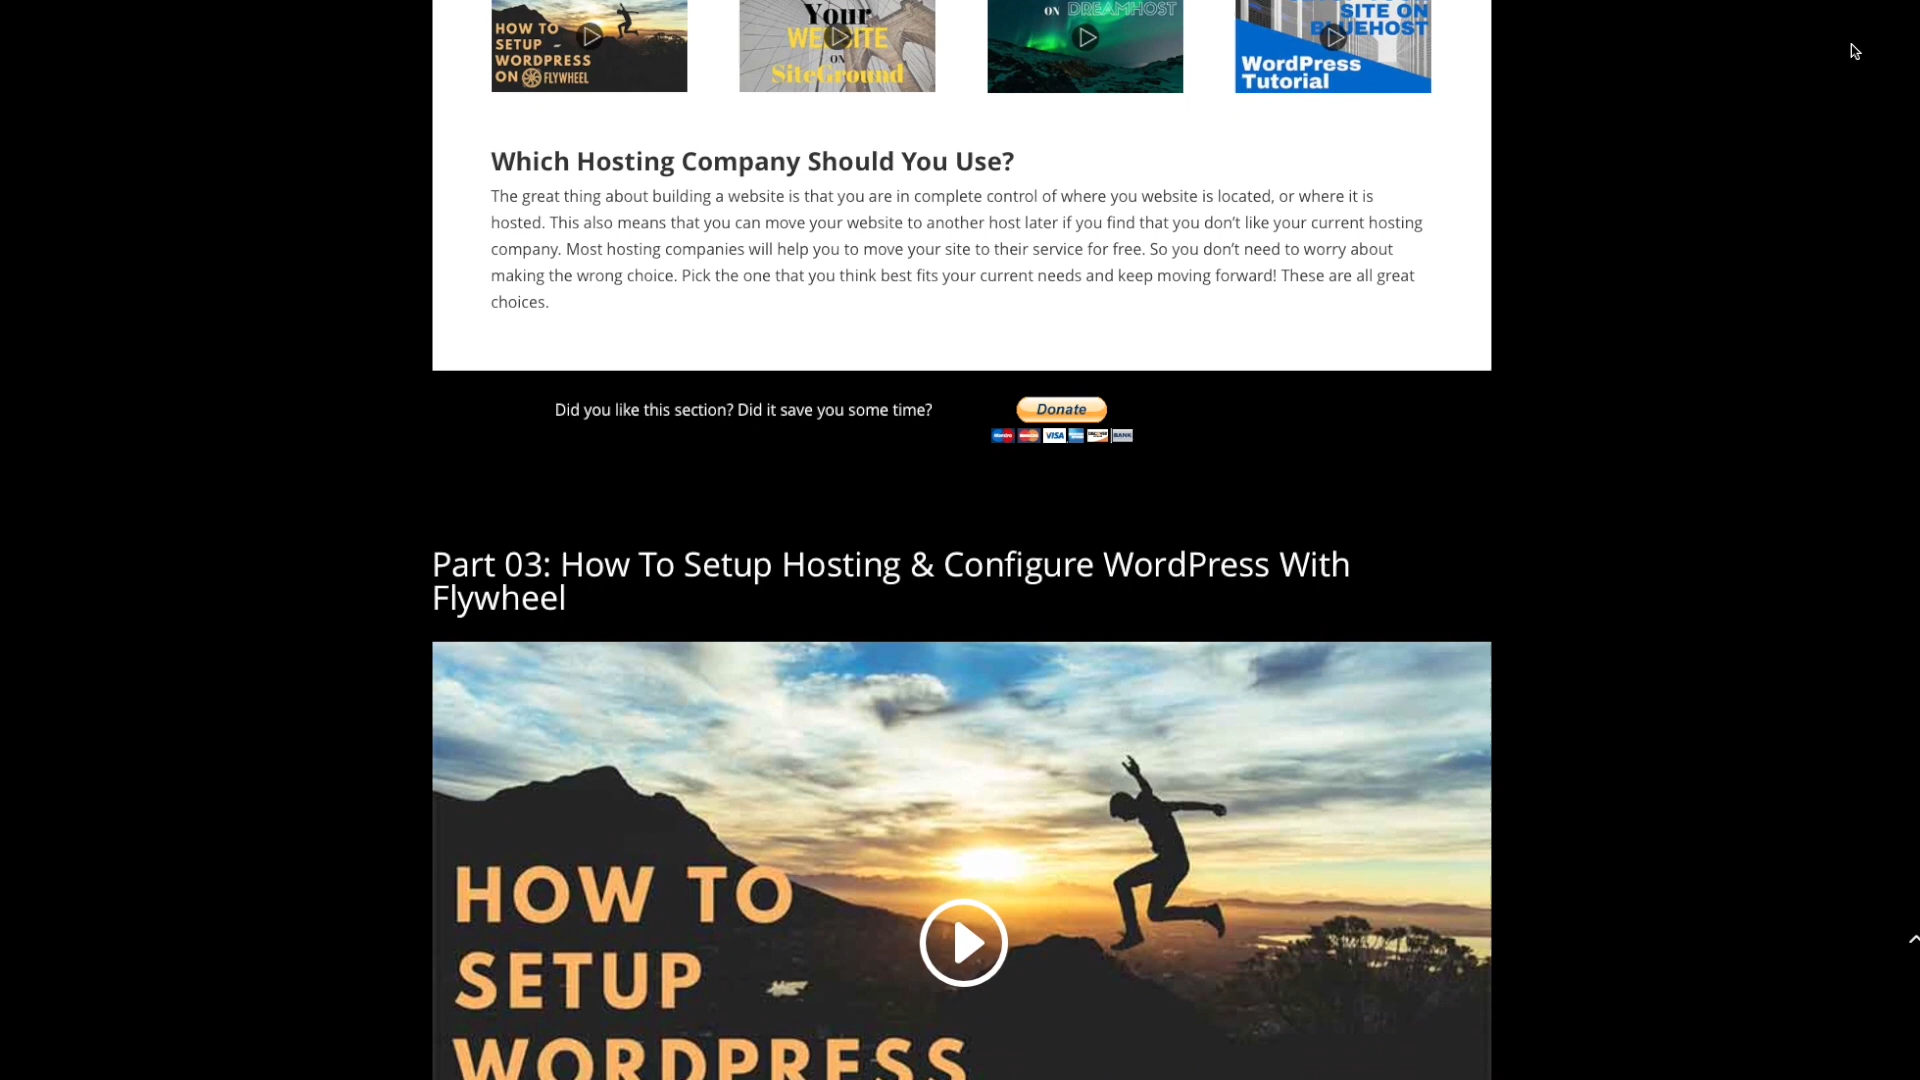 HOW TO
SETUP -
WORDPRESS
ON FLYWHEEL
Your
WEBSITE
ON
SiteGround
ON DREAMHOST
SITE ON
BLUEHOST
WordPress
Tutorial
Which Hosting Company Should You Use?
The great thing about building a website is that you are in complete control of where you website is located, or where it is
hosted. This also means that you can move your website to another host later if you find that you don't like your current hosting
company. Most hosting companies will help you to move your site to their service for free. So you don't need to worry about
making the wrong choice. Pick the one that you think best fits your current needs and keep moving forward! These are all great
choices.
Did you like this section? Did it save you some time?
Donate
VISA
BANK
Part 03: How To Setup Hosting & Configure WordPress With
Flywheel
HOW TO
SETUP
WORDPRESS